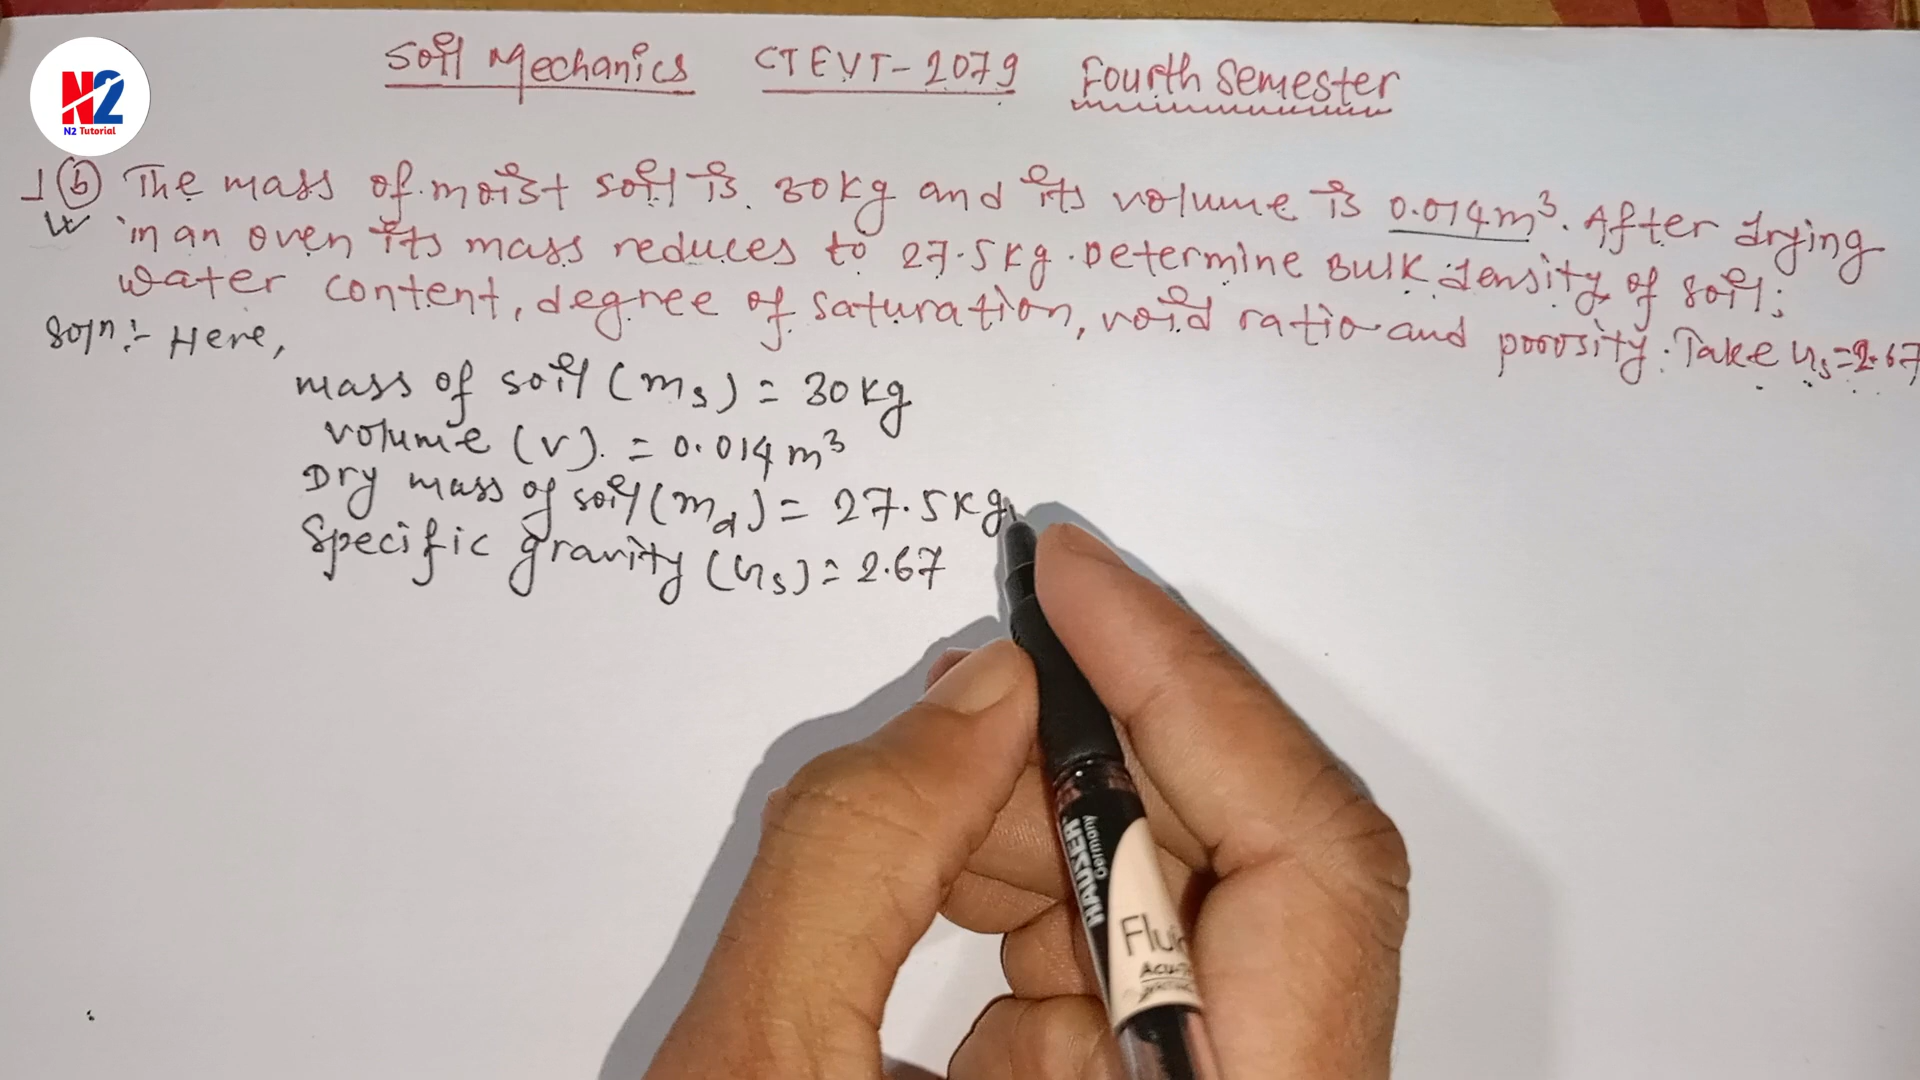 N2
N2 Tutorial
Soil Mechanics CTEVT-2079 Fourth Semester
1 (b) The mass of moist soil is 30kg and its volume is 0.014m³. After drying
in an oven its mass reduces to 27.5kg. Determine Bulk density of soil;
water content, degree of saturation, void ratio and porosity. Take Gs=2.67
Soln:- Here,
mass of soil (ms) = 30kg
volume (v) = 0.014 m³
Dry mass of soil (md) = 27.5kg
Specific gravity (Gs) = 2.67
HAUSER
Germany